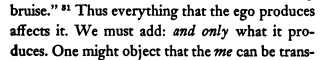 bruise." 31 Thus everything that the ego produces
affects it. We must add: and only what it pro-
duces. One might object that the me can be trans-